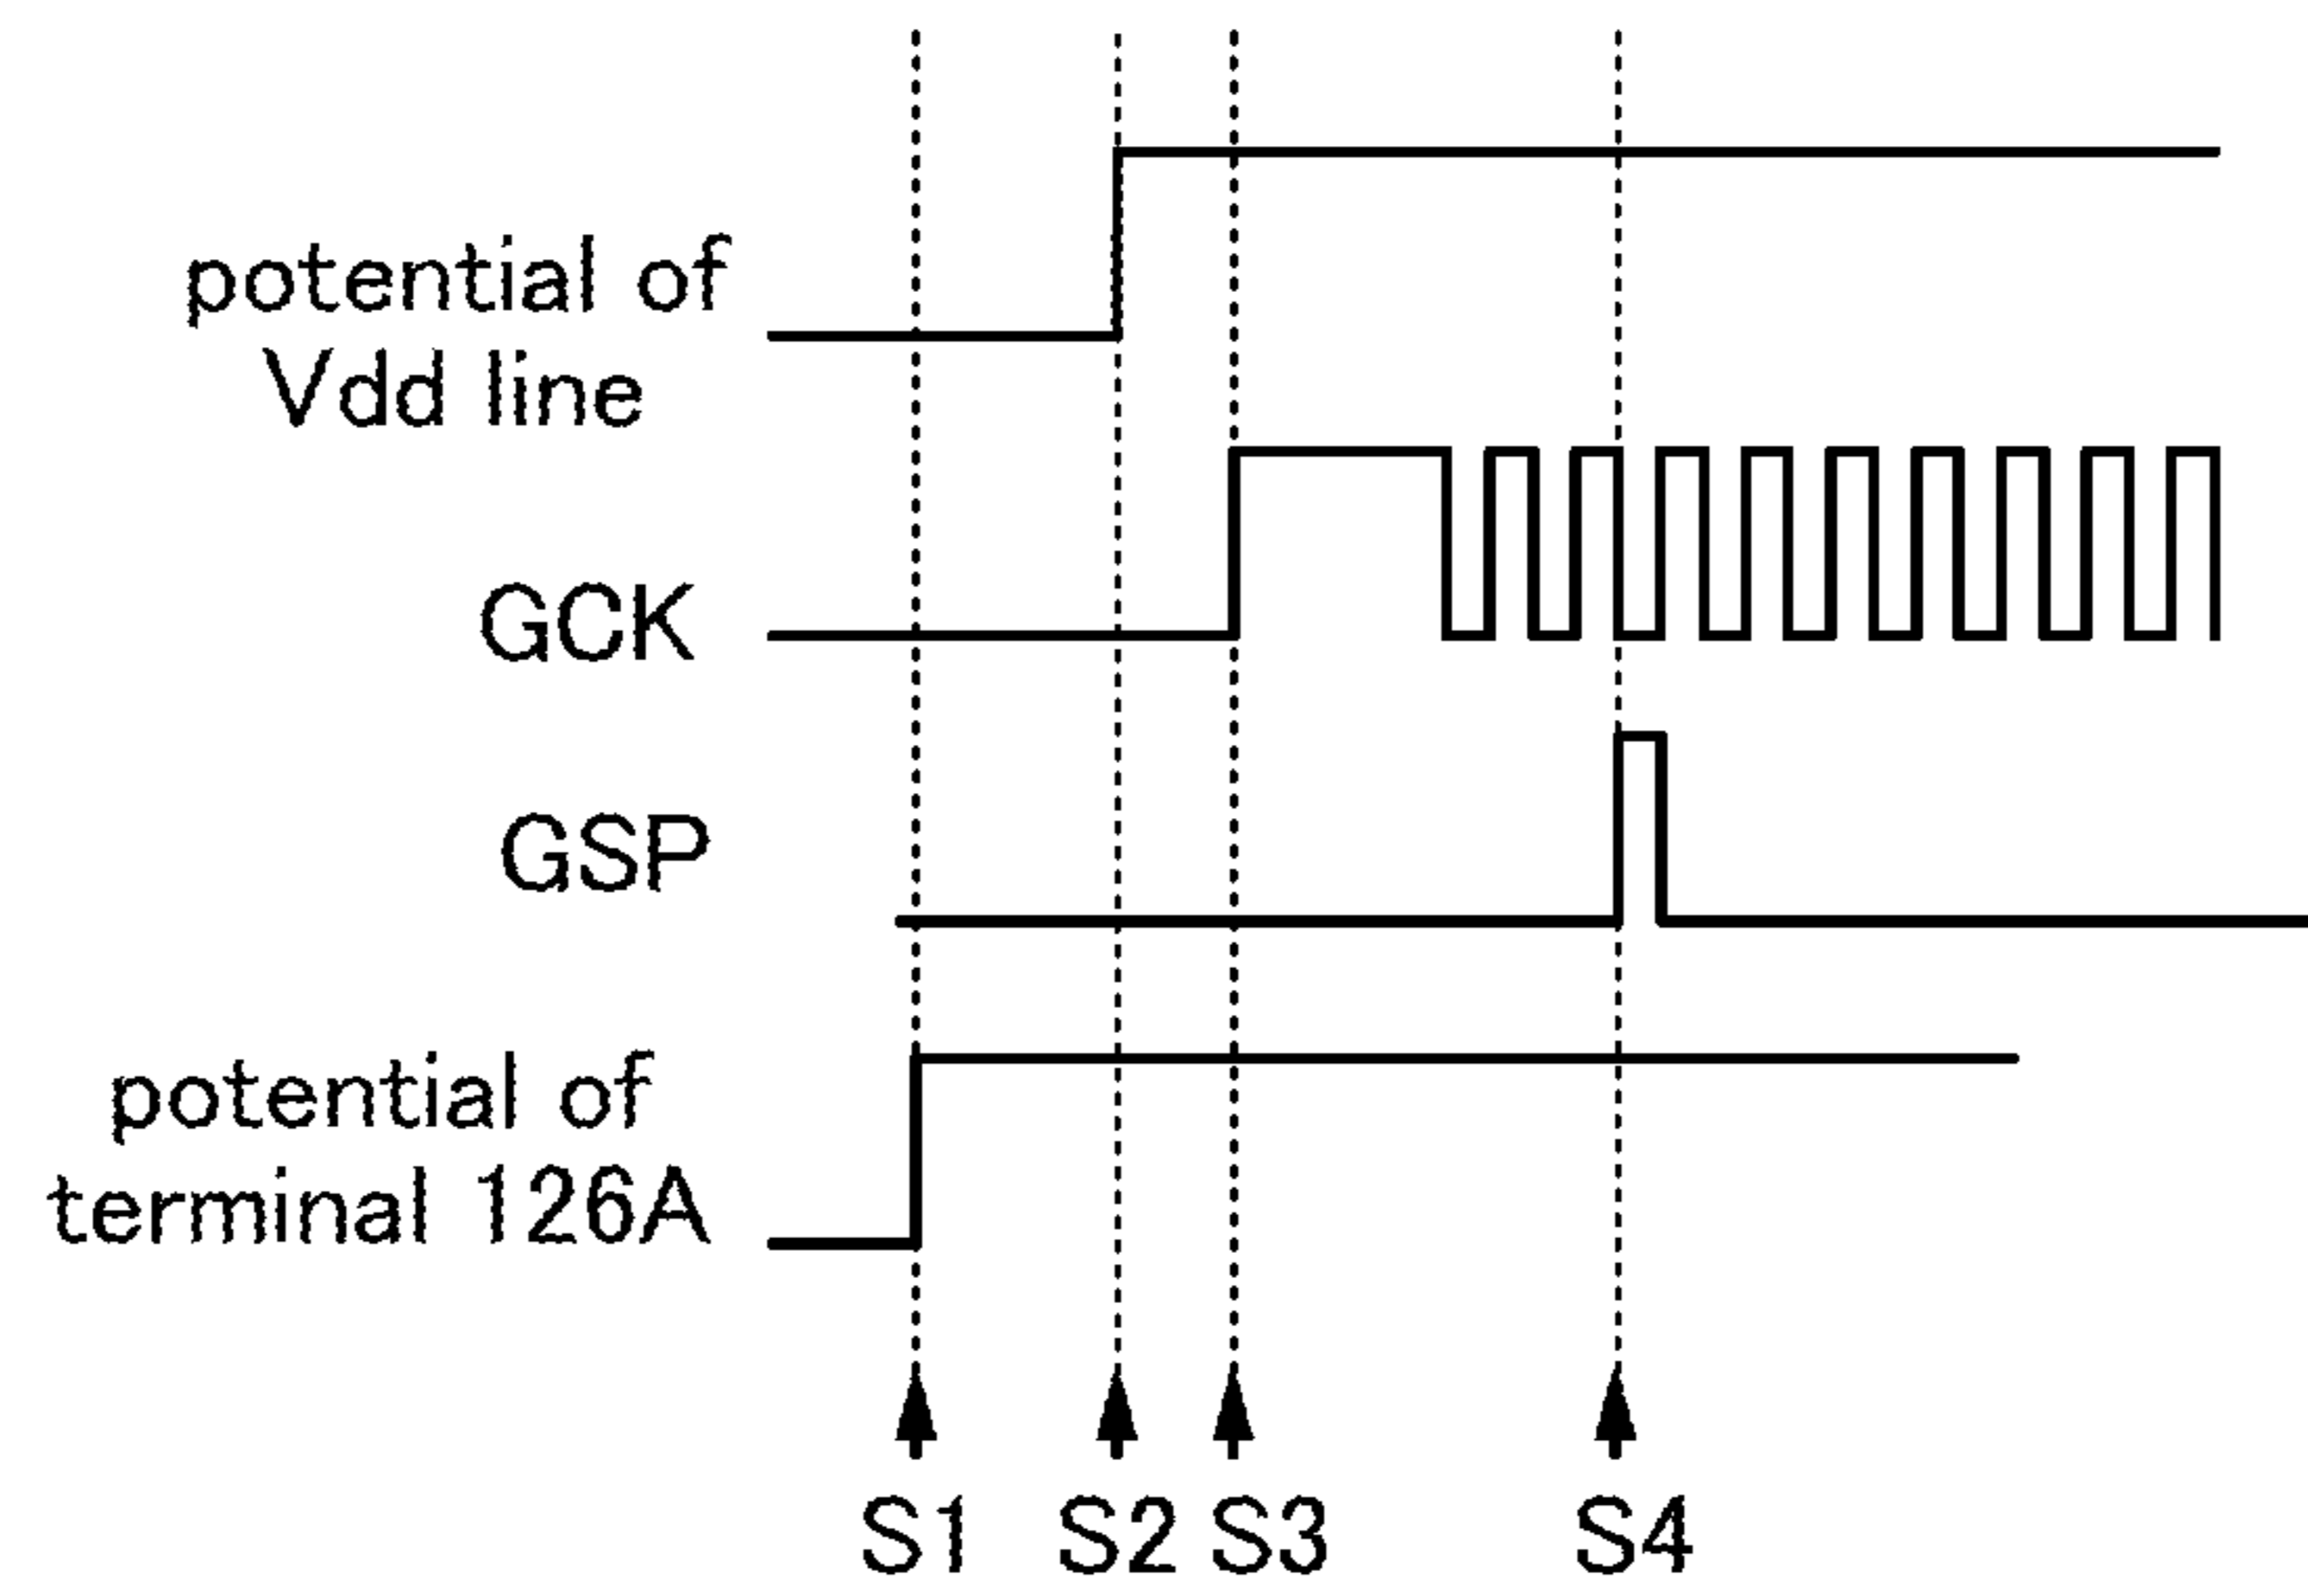 potential of
Vdd line
GCK
GSP
potential of
terminal 126A
S1 S2 S3 S4